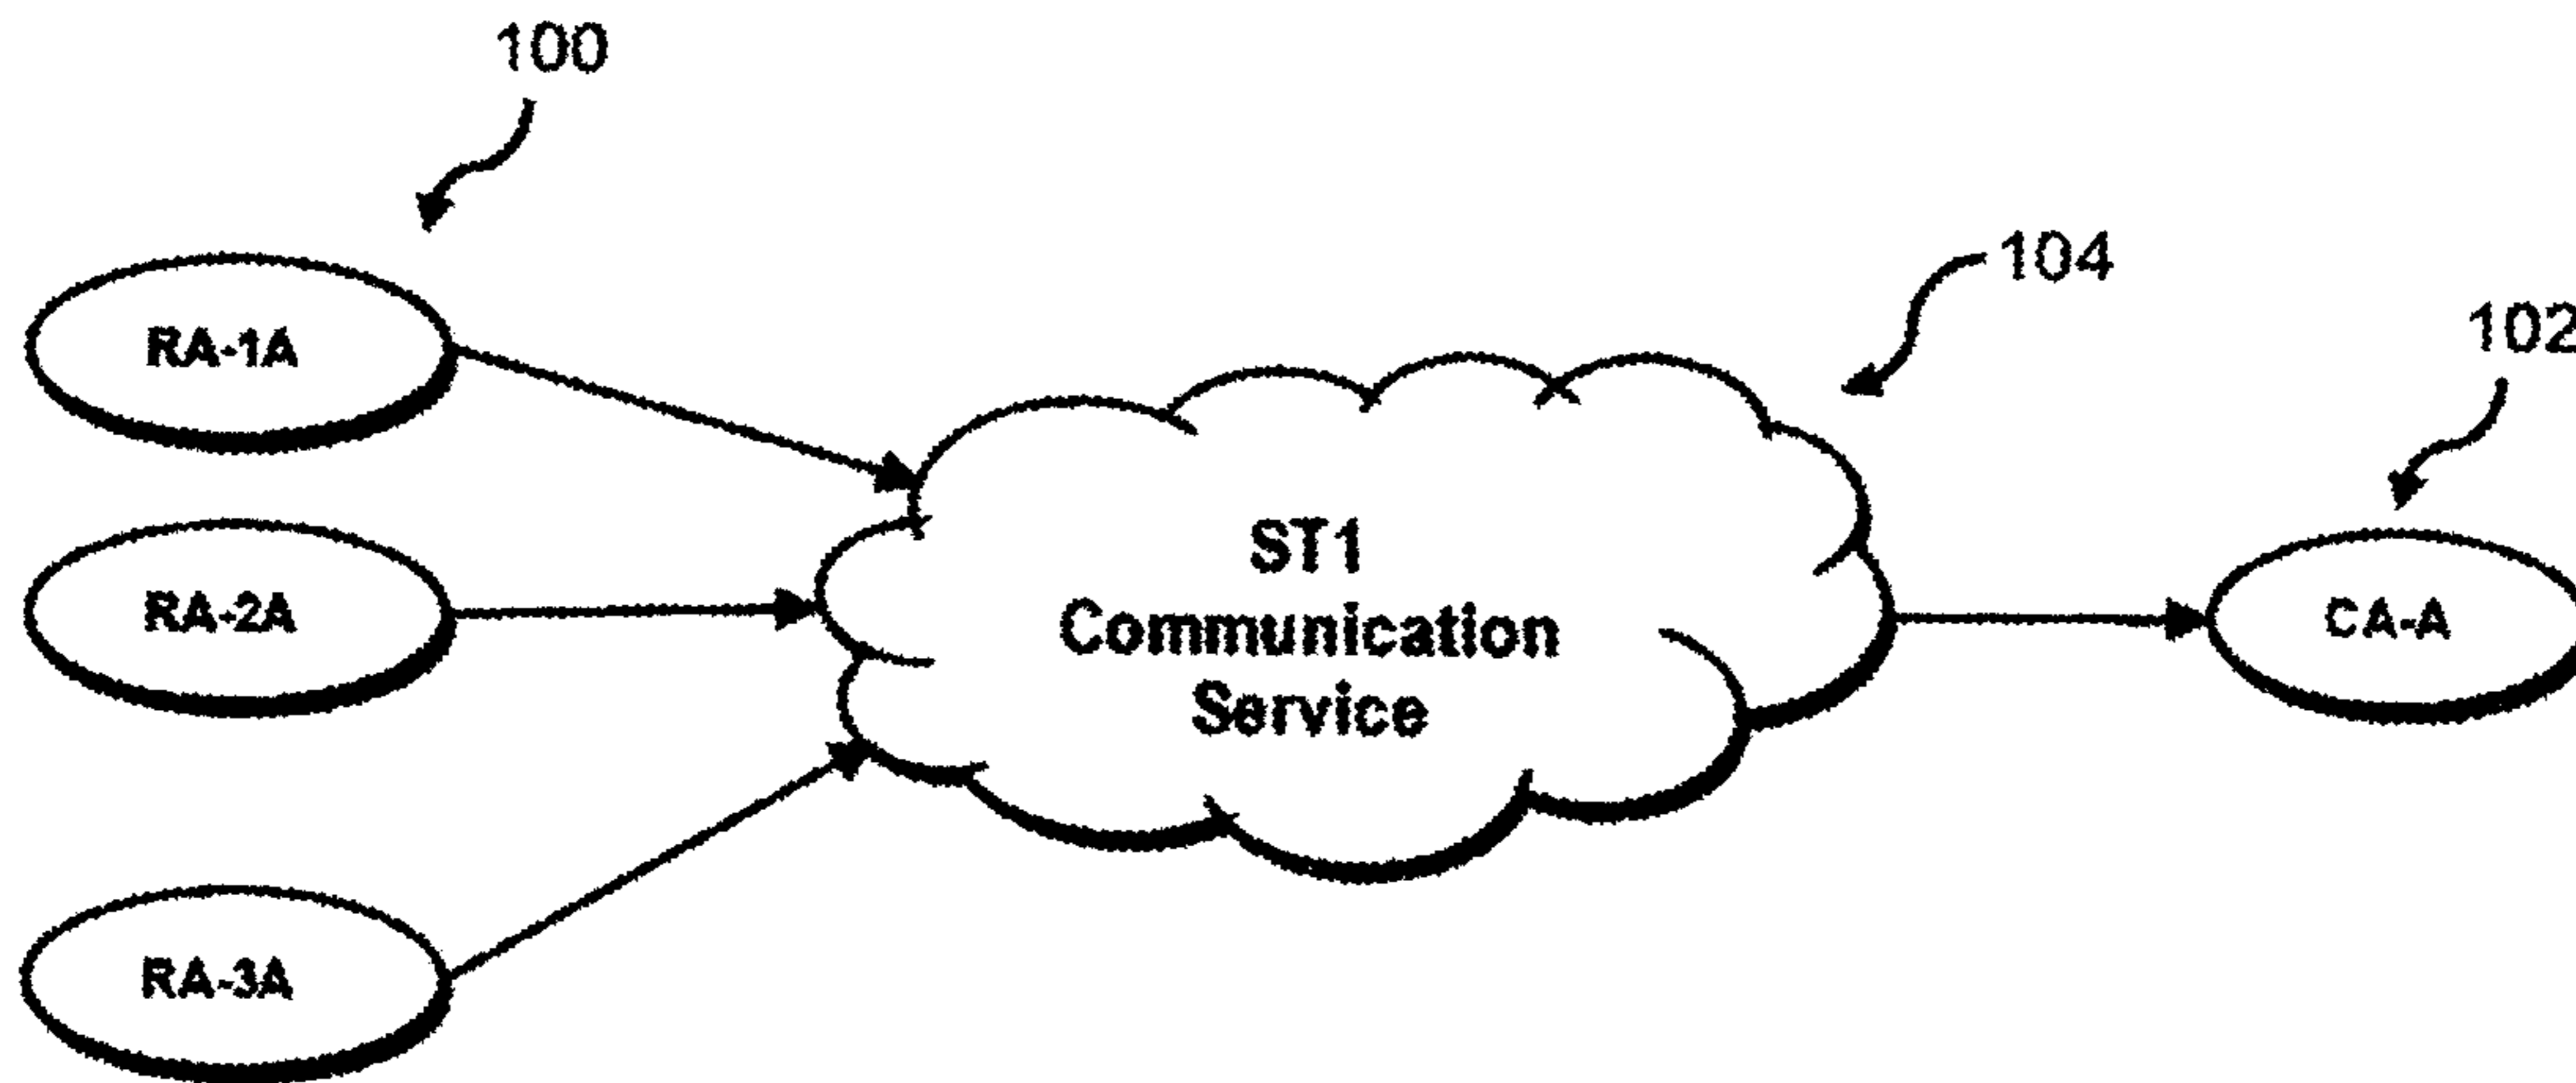 100
104
102
RA-1A
RA-2A
RA-3A
ST1
Communication
Service
CA-A